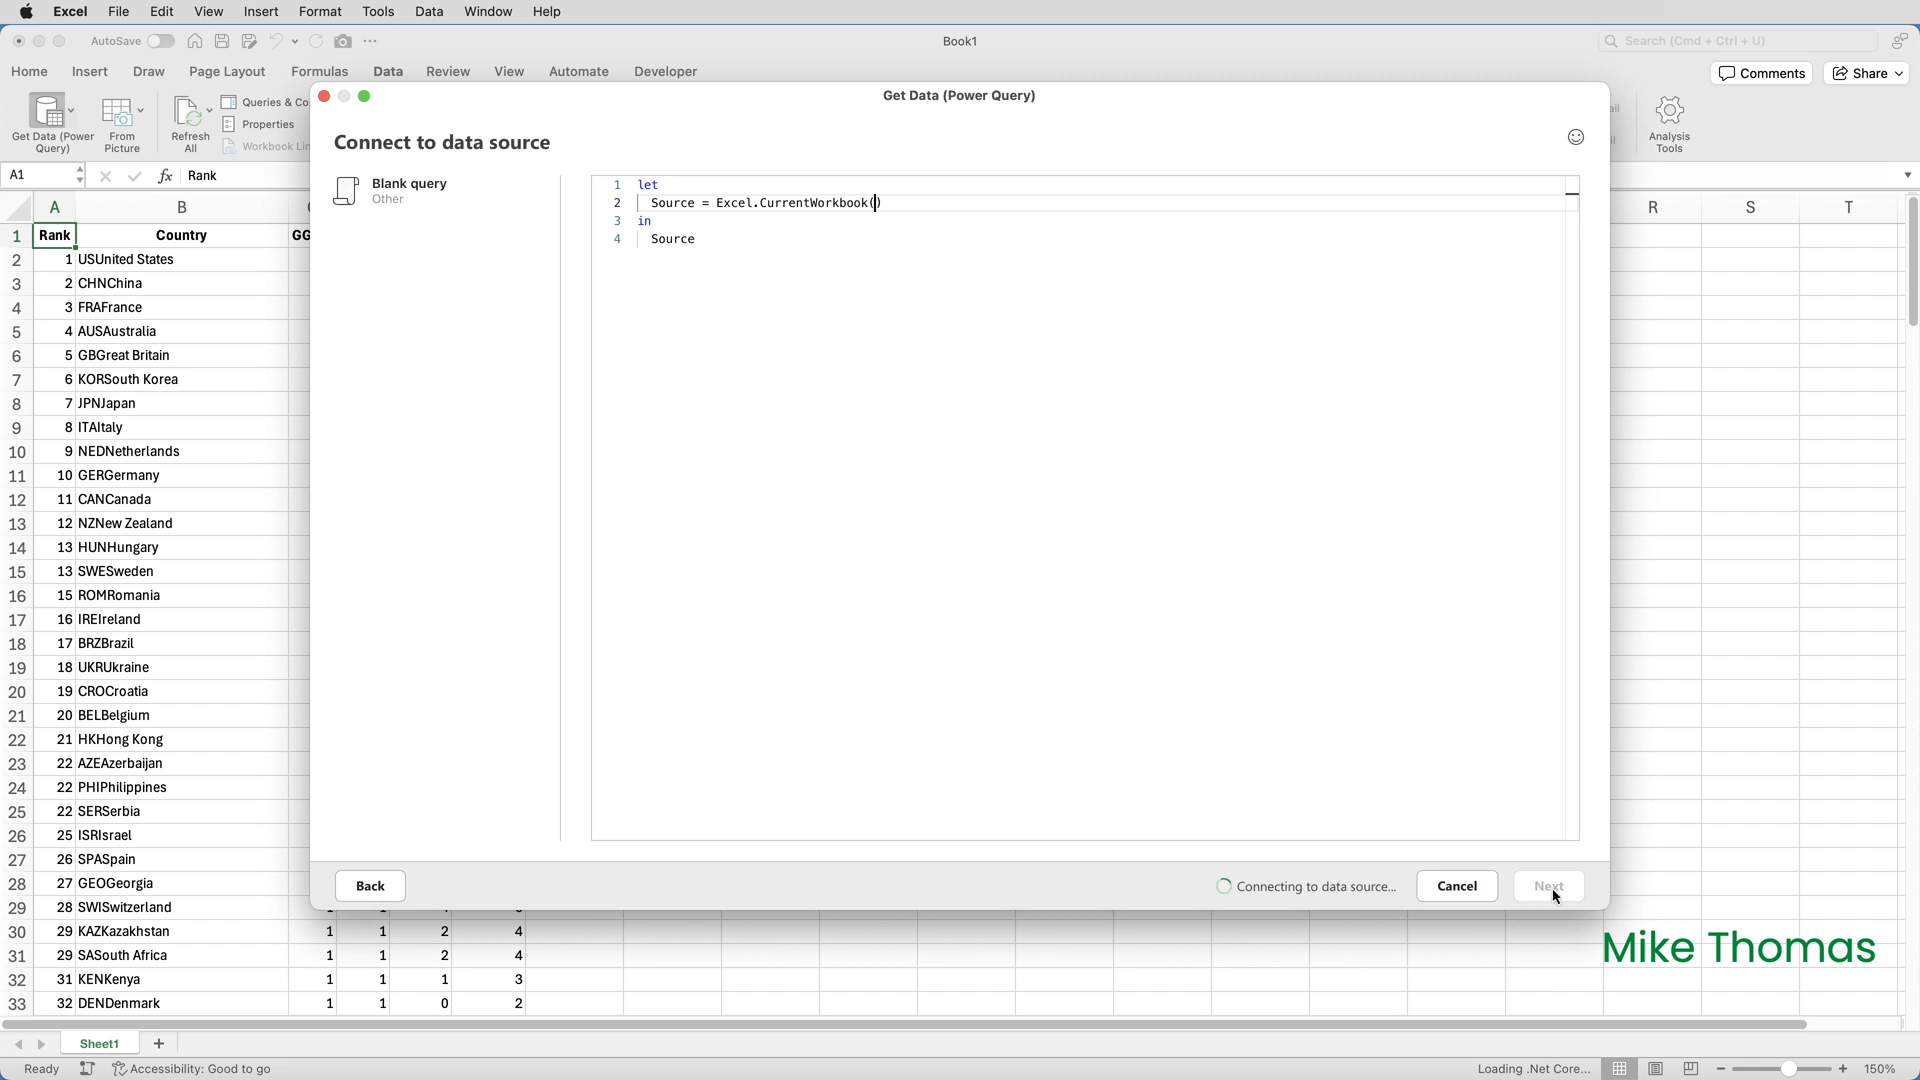 Excel File Edit View Insert Format Tools Data Window Help
AutoSave
Book1
Search (Cmd + Ctrl + U)
Home Insert Draw Page Layout Formulas Data Review View Automate Developer
Comments Share
Get Data (Power Query)
From Picture
Refresh All
Queries & Co
Properties
Workbook Lin
Analysis Tools
A1 fx Rank
Get Data (Power Query)
Connect to data source
Blank query
Other
1 let
2 Source = Excel.CurrentWorkbook()
3 in
4 Source
Back Connecting to data source... Cancel Next
A B R S T
1 Rank Country GG
2 1 USUnited States
3 2 CHNChina
4 3 FRAFrance
5 4 AUSAustralia
6 5 GBGreat Britain
7 6 KORSouth Korea
8 7 JPNJapan
9 8 ITAItaly
10 9 NEDNetherlands
11 10 GERGermany
12 11 CANCanada
13 12 NZNew Zealand
14 13 HUNHungary
15 13 SWESweden
16 15 ROMRomania
17 16 IREIreland
18 17 BRZBrazil
19 18 UKRUkraine
20 19 CROCroatia
21 20 BELBelgium
22 21 HKHong Kong
23 22 AZEAzerbaijan
24 22 PHIPhilippines
25 22 SERSerbia
26 25 ISRIsrael
27 26 SPASpain
28 27 GEOGeorgia
29 28 SWISwitzerland
30 29 KAZKazakhstan 1 1 2 4
31 29 SASouth Africa 1 1 2 4
32 31 KENKenya 1 1 1 3
33 32 DENDenmark 1 1 0 2
Mike Thomas
Sheet1
Ready Accessibility: Good to go Loading .Net Core... 150%